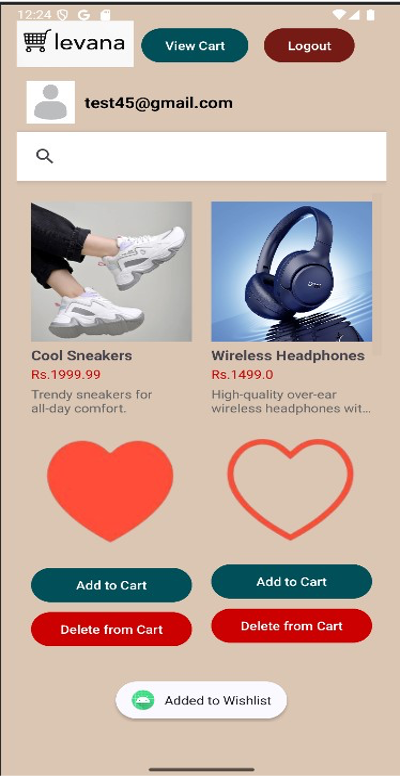 12:24
levana
View Cart
Logout
test45@gmail.com
Cool Sneakers
Wireless Headphones
Rs.1999.99
Rs.1499.0
Trendy sneakers for
all-day comfort.
High-quality over-ear
wireless headphones wit...
Add to Cart
Add to Cart
Delete from Cart
Delete from Cart
Added to Wishlist